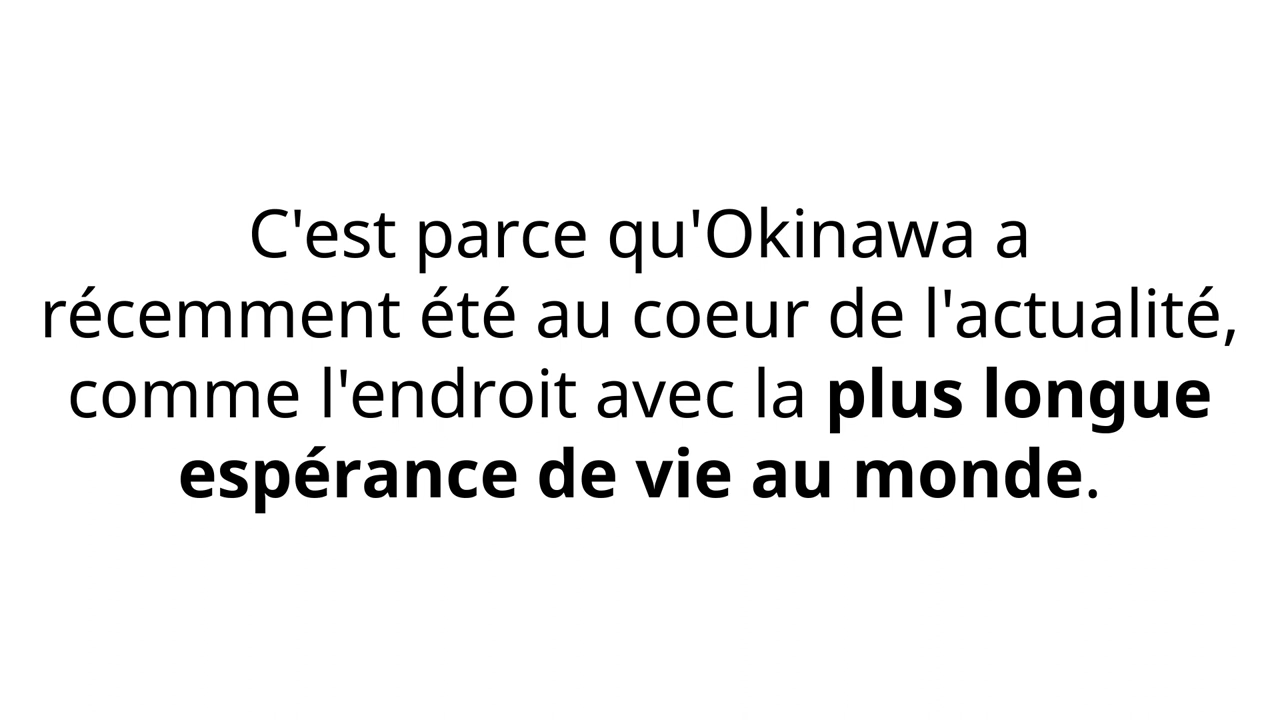 C'est parce qu'Okinawa a
récemment été au coeur de l'actualité,
comme l'endroit avec la plus longue
espérance de vie au monde.